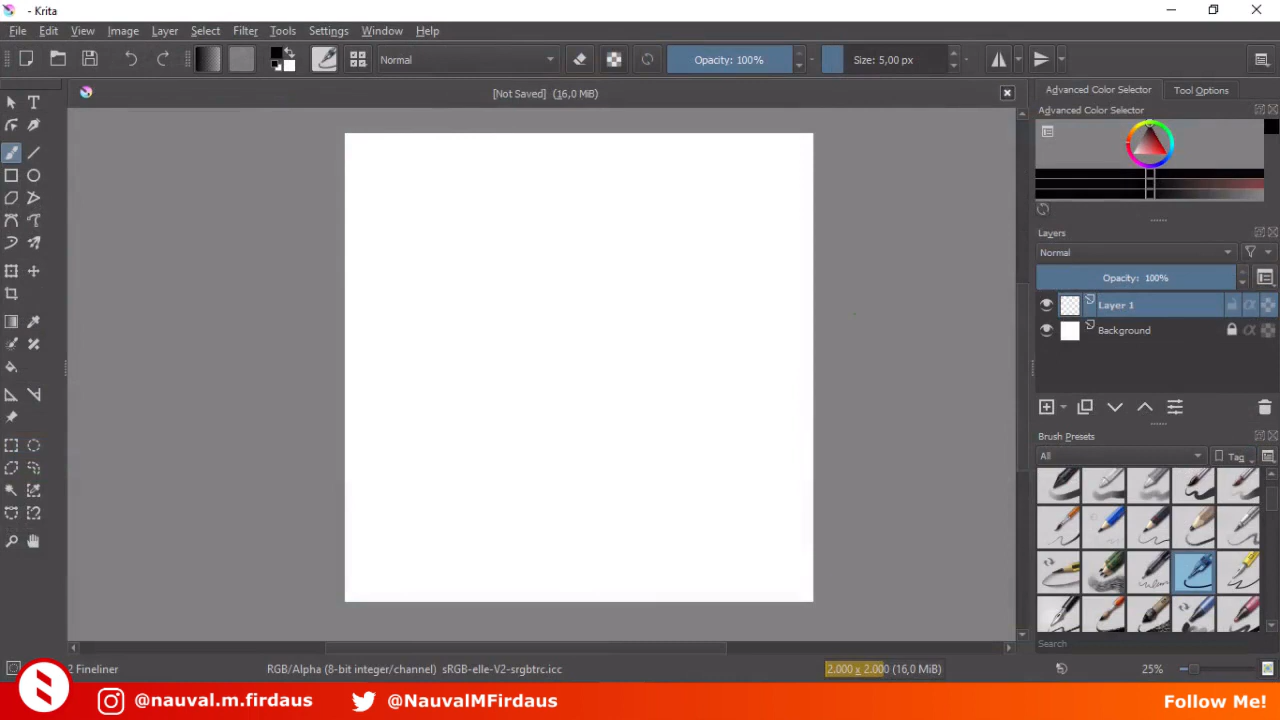 - Krita
File Edit View Image Layer Select Filter Tools Settings Window Help
Normal Opacity: 100% Size: 5,00 px
[Not Saved] (16,0 MiB)
Advanced Color Selector Tool Options
Advanced Color Selector
Layers
Normal
Opacity: 100%
Layer 1
Background
Brush Presets
All Tag
Search
2 Fineliner RGB/Alpha (8-bit integer/channel) sRGB-elle-V2-srgbtrc.icc 2.000 x 2.000 (16,0 MiB) 25%
@nauval.m.firdaus @NauvalMFirdaus Follow Me!